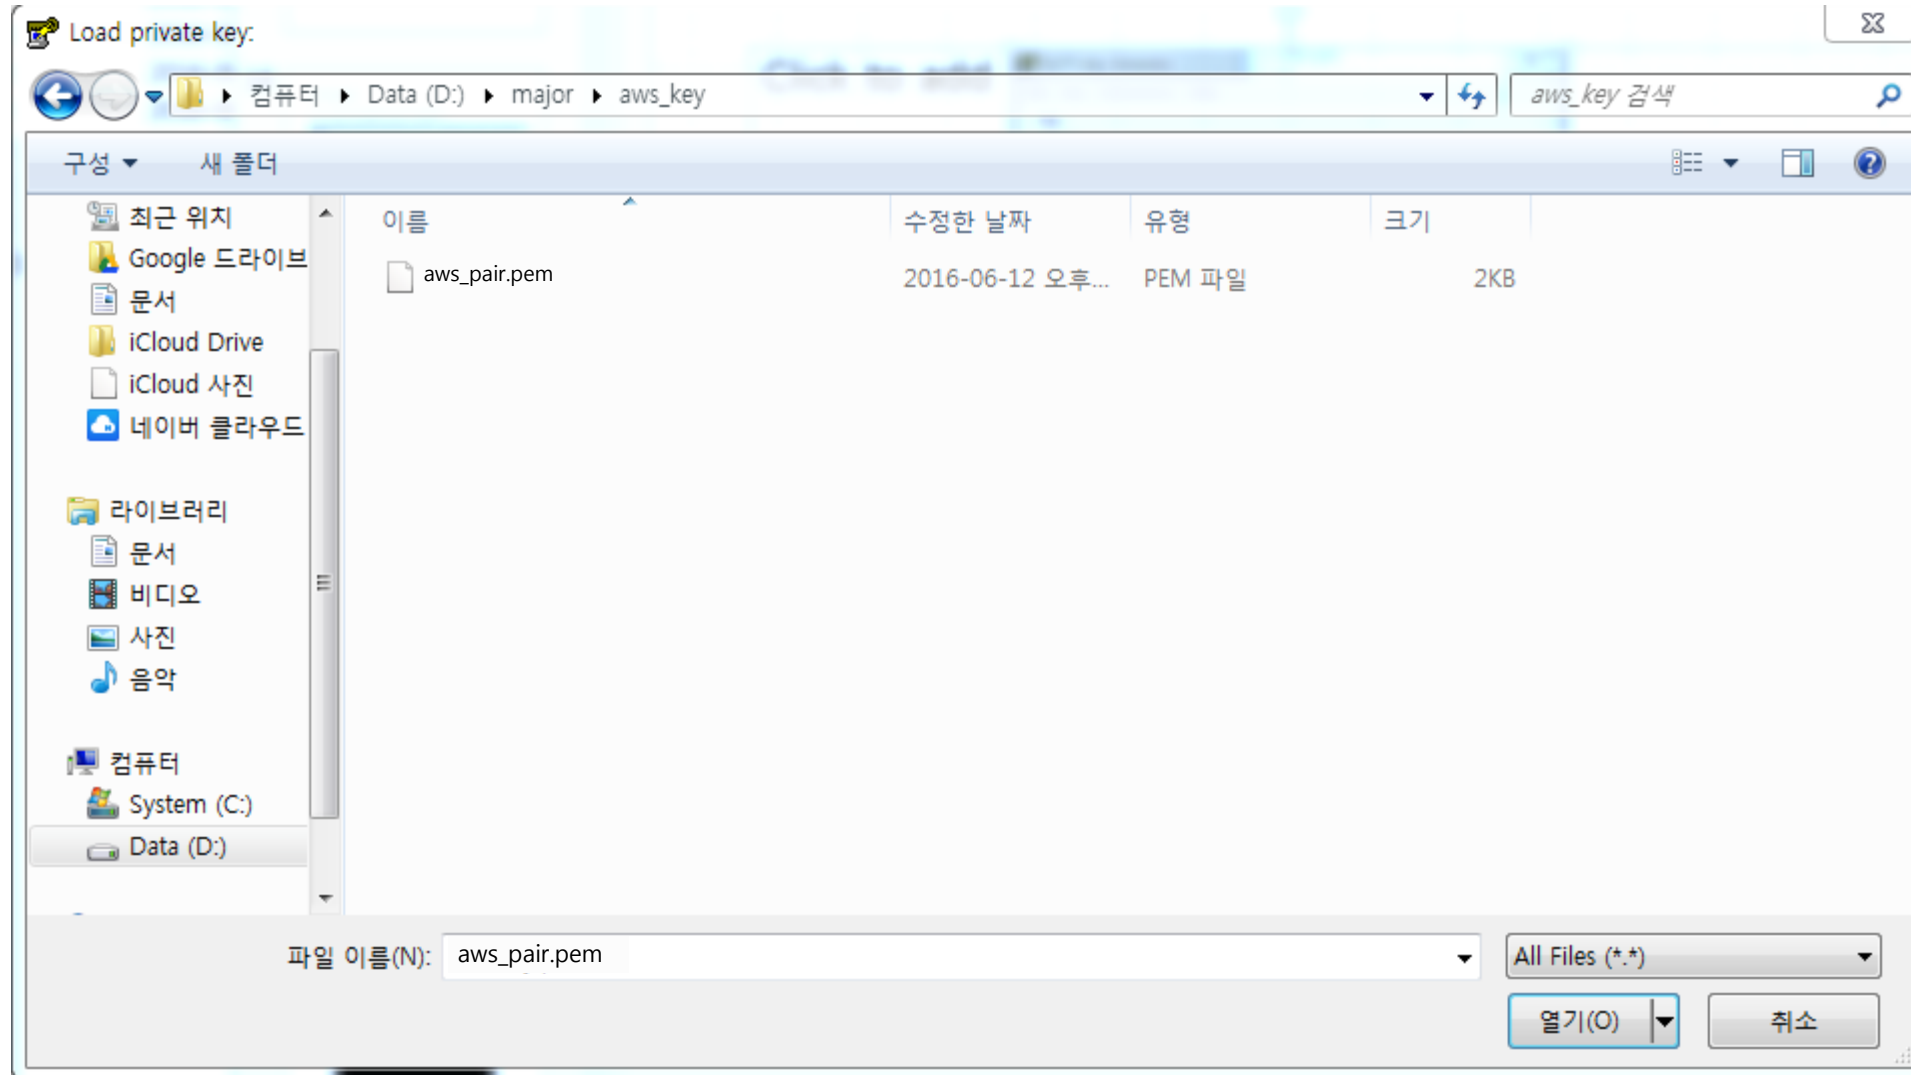 Load private key:
컴퓨터 Data (D:) major aws_key
aws_key 검색
구성 새 폴더
최근 위치
Google 드라이브
문서
iCloud Drive
iCloud 사진
네이버 클라우드
라이브러리
문서
비디오
사진
음악
컴퓨터
System (C:)
Data (D:)
이름 수정한 날짜 유형 크기
aws_pair.pem 2016-06-12 오후... PEM 파일 2KB
파일 이름(N): aws_pair.pem All Files (*.*)
열기(O) 취소
Click to add